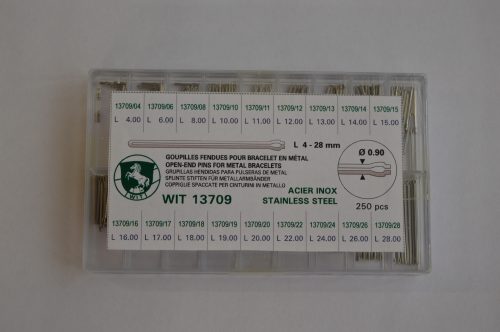 13709/04 13709/06 13709/08 13709/10 13709/11 13709/12 13709/13 13709/14 13709/15
L 4.00 L 6.00 L 8.00 L 10.00 L 11.00 L 12.00 L 13.00 L 14.00 L 15.00
L 4 - 28 mm
Ø 0.90
GOUPILLES FENDUES POUR BRACELET EN MÉTAL
OPEN-END PINS FOR METAL BRACELETS
GRUPILLAS HENDIDAS PARA PULSERAS DE METAL
SPLINTE STIFTEN FÜR METALLARMBÄNDER
COPPIGLIE SPACCATE PER CINTURINI IN METALLO
WIT
WIT 13709
ACIER INOX
STAINLESS STEEL
250 pcs
13709/16 13709/17 13709/18 13709/19 13709/20 13709/22 13709/24 13709/26 13709/28
L 16.00 L 17.00 L 18.00 L 19.00 L 20.00 L 22.00 L 24.00 L 26.00 L 28.00